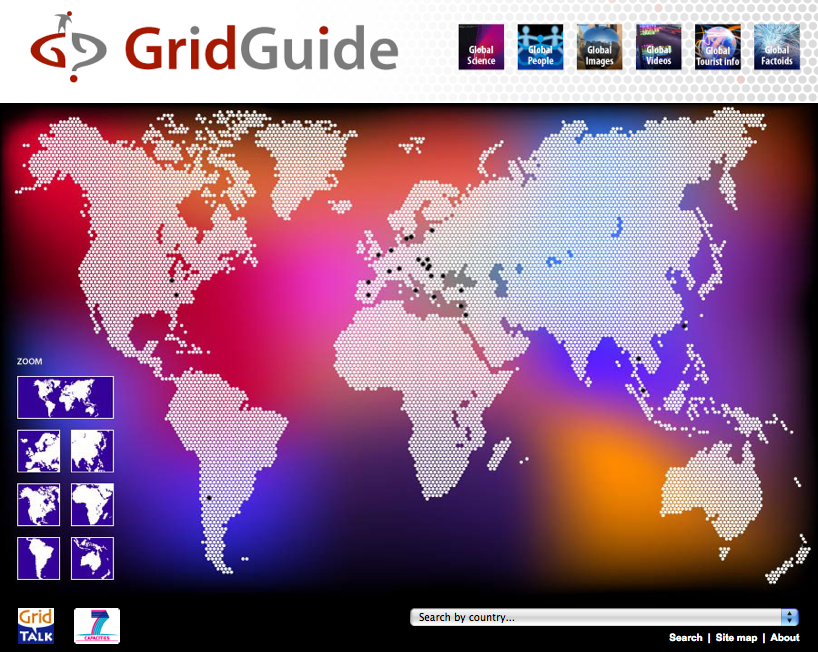 GridGuide
Global
Science
Global
People
Global
Images
Global
Videos
Global
Tourist info
Global
Factoids
ZOOM
Grid
TALK
7
CAPACITIES
Search by country...
Search | Site map | About